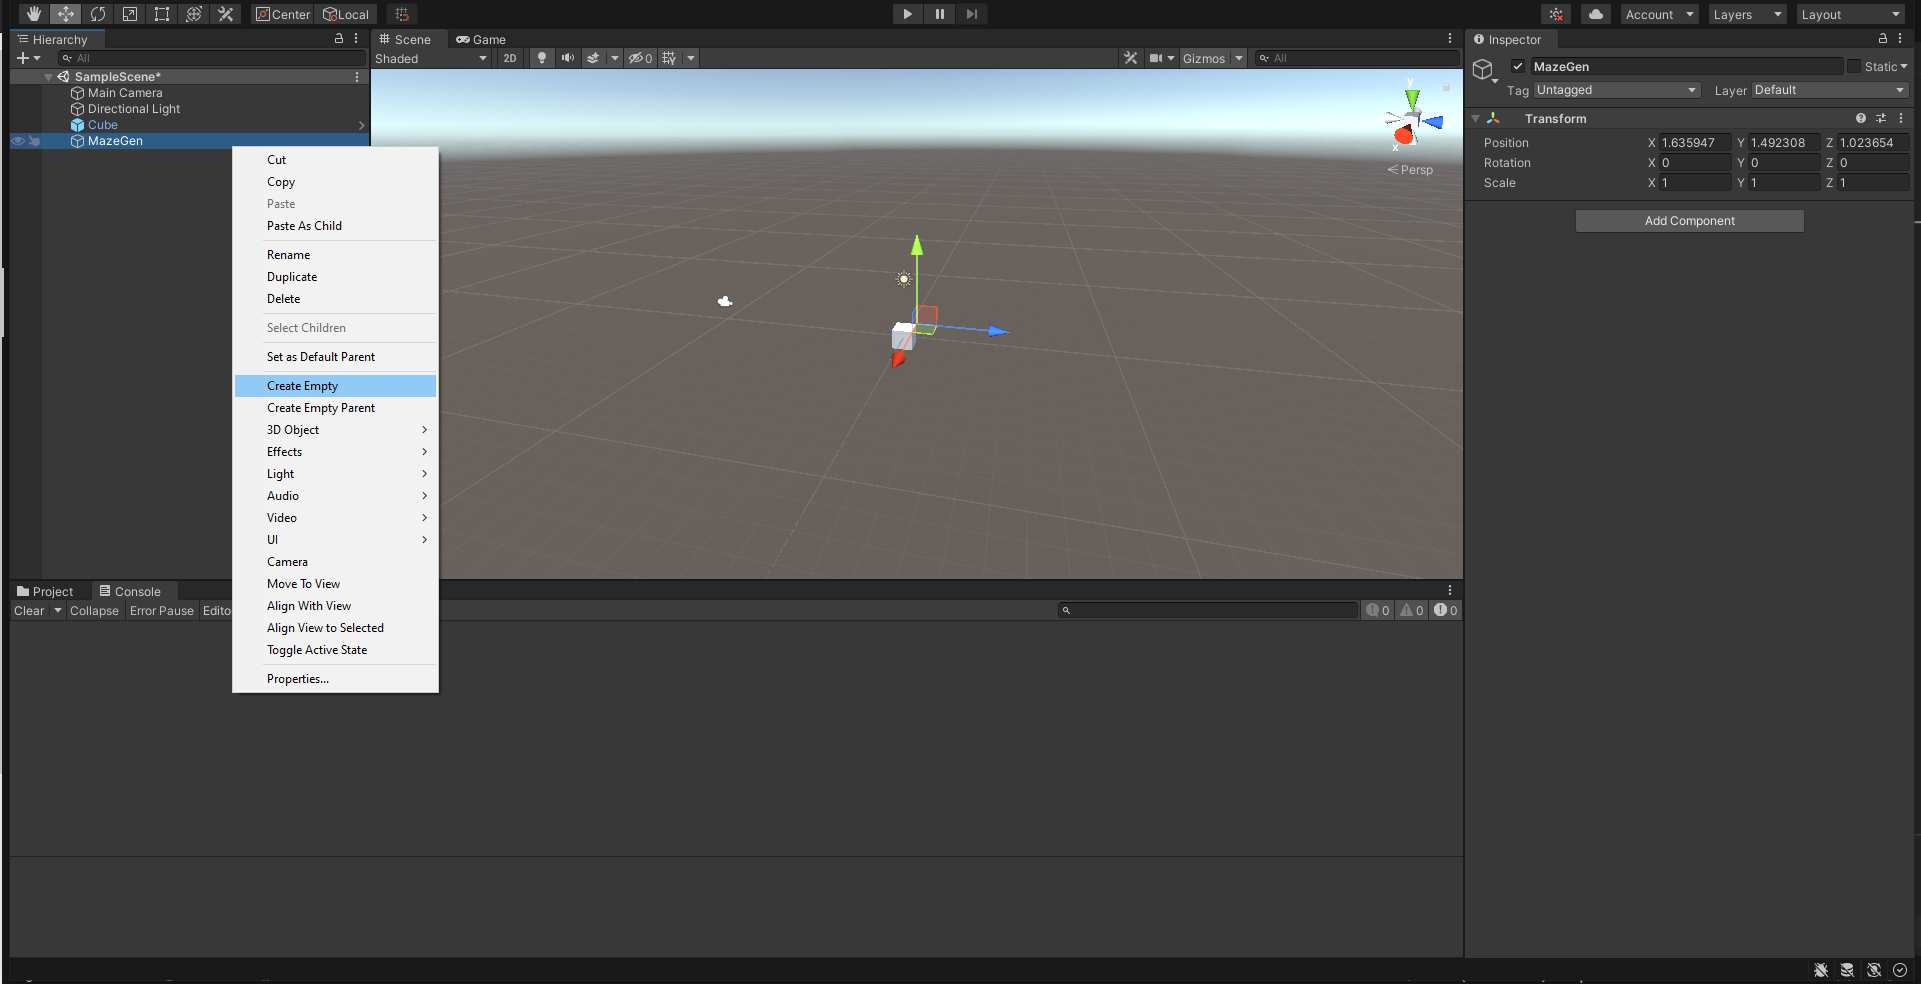 Center Local Account Layers Layout
Hierarchy
All
SampleScene*
Main Camera
Directional Light
Cube
MazeGen
Cut
Copy
Paste
Paste As Child
Rename
Duplicate
Delete
Select Children
Set as Default Parent
Create Empty
Create Empty Parent
3D Object
Effects
Light
Audio
Video
UI
Camera
Move To View
Align With View
Align View to Selected
Toggle Active State
Properties...
Scene Game
Shaded 2D 0 Gizmos All
y
x
Persp
Inspector
MazeGen Static
Tag Untagged Layer Default
Transform
Position X 1.635947 Y 1.492308 Z 1.023654
Rotation X 0 Y 0 Z 0
Scale X 1 Y 1 Z 1
Add Component
Project Console
Clear Collapse Error Pause Edito 0 0 0